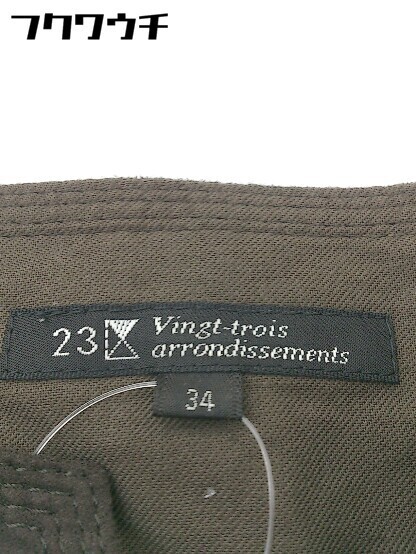 フクワウチ
23 Vingt-trois
arrondissements
34